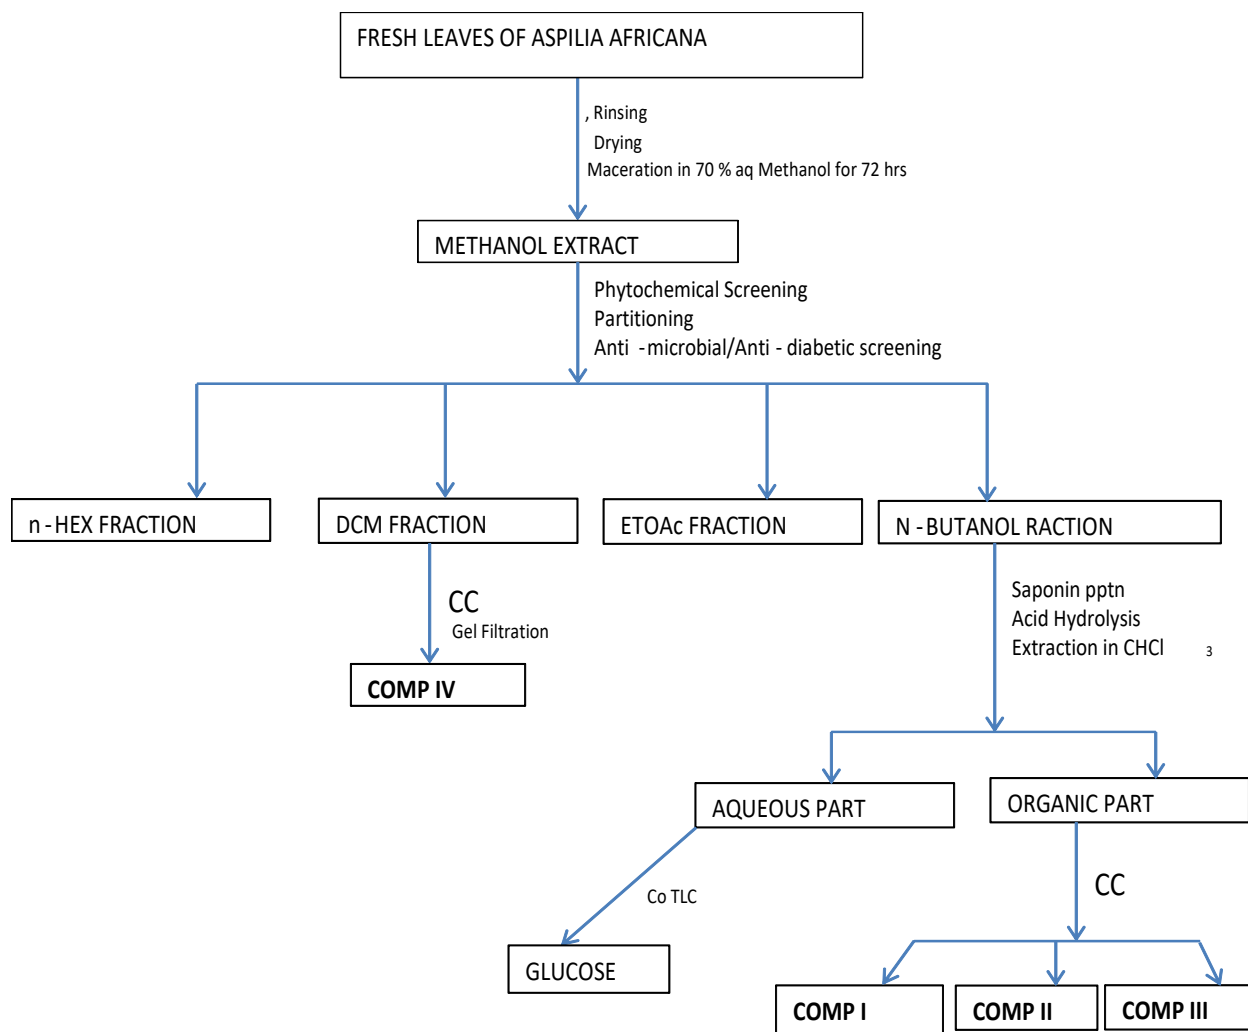 FRESH LEAVES OF ASPILIA AFRICANA
, Rinsing
Drying
Maceration in 70 % aq Methanol for 72 hrs
METHANOL EXTRACT
Phytochemical Screening
Partitioning
Anti -microbial/Anti - diabetic screening
n -HEX FRACTION
DCM FRACTION
ETOAc FRACTION
N -BUTANOL RACTION
CC
Gel Filtration
Saponin pptn
Acid Hydrolysis
Extraction in CHCl 3
COMP IV
AQUEOUS PART
ORGANIC PART
Co TLC
CC
GLUCOSE
COMP I
COMP II
COMP III